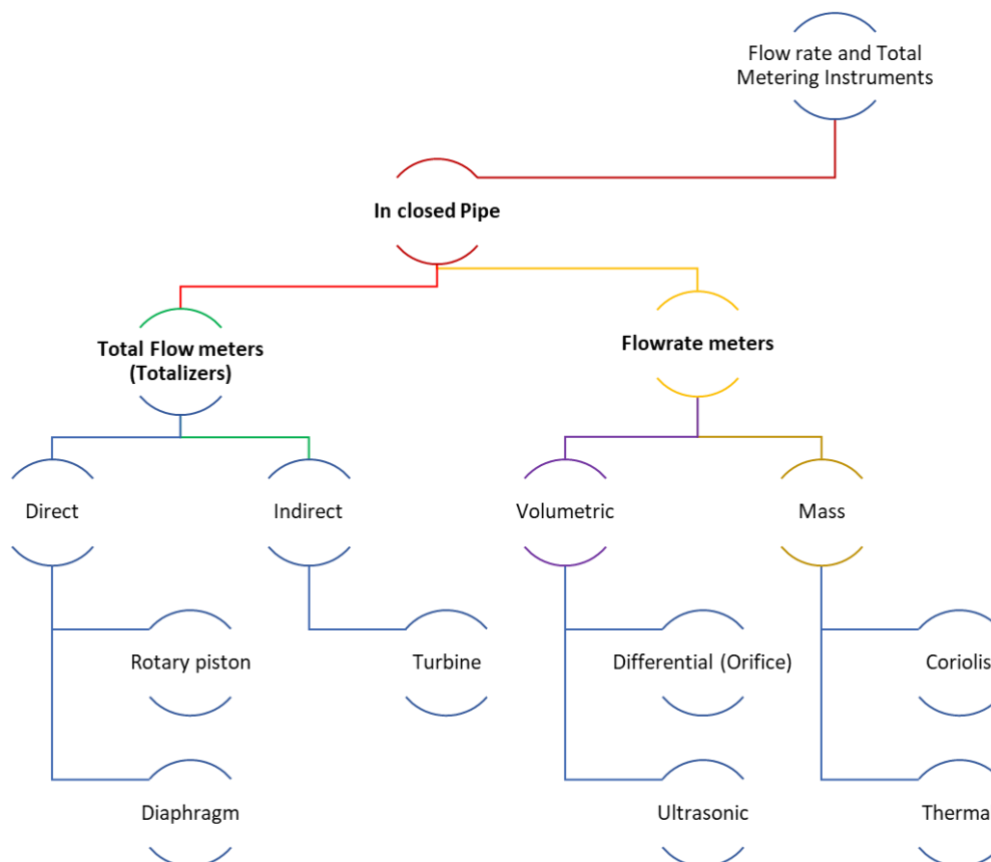 Flow rate and Total
Metering Instruments
In closed Pipe
Total Flow meters
(Totalizers)
Flowrate meters
Direct
Indirect
Volumetric
Mass
Rotary piston
Turbine
Differential (Orifice)
Coriolis
Diaphragm
Ultrasonic
Therma